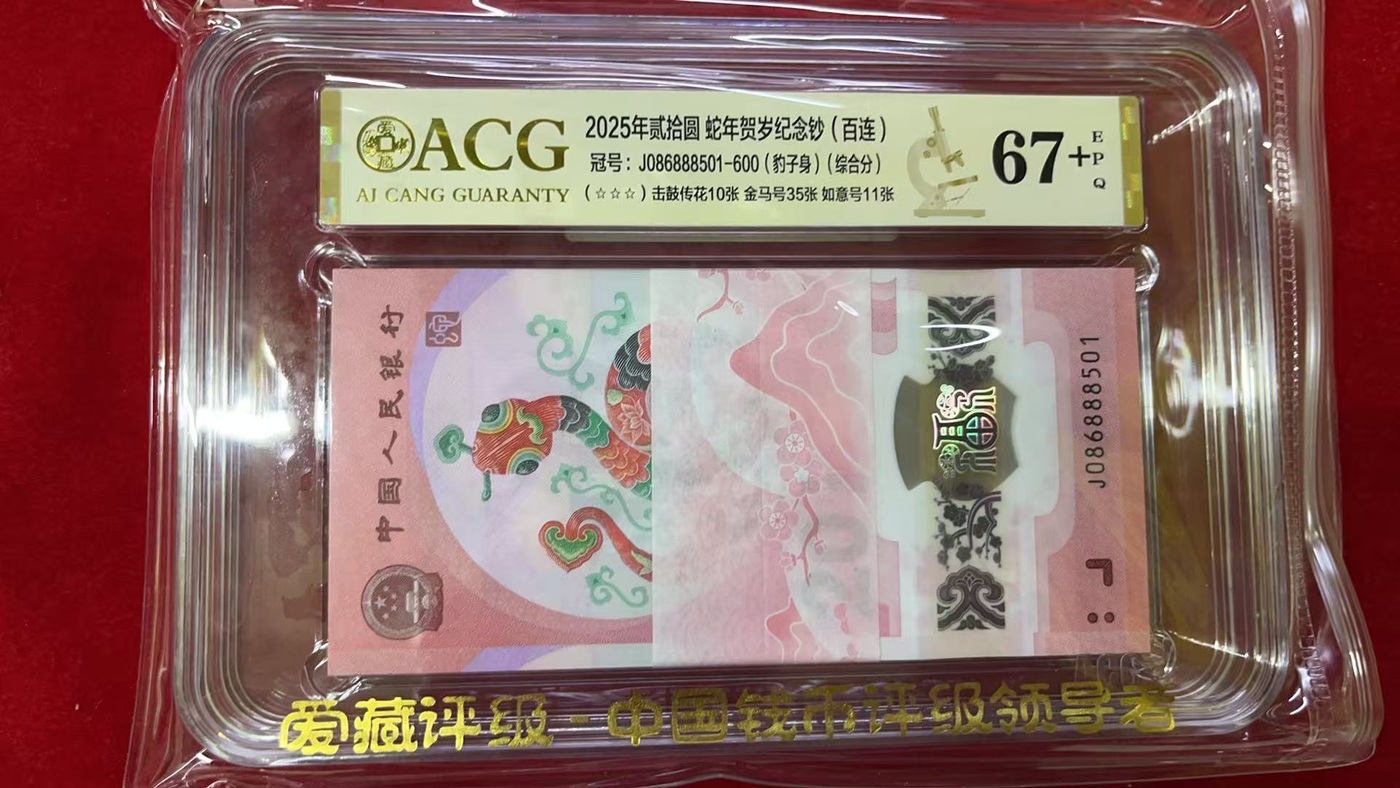 ACG
AJ CANG GUARANTY
2025年贰拾圆 蛇年贺岁纪念钞(百连)
冠号:J086888501-600(豹子身)(综合分)
(☆☆☆)击鼓传花10张 金马号35张 如意号11张
67+
EPQ
中国人民银行
J086888501
爱藏评级-中国钱币评级领导者